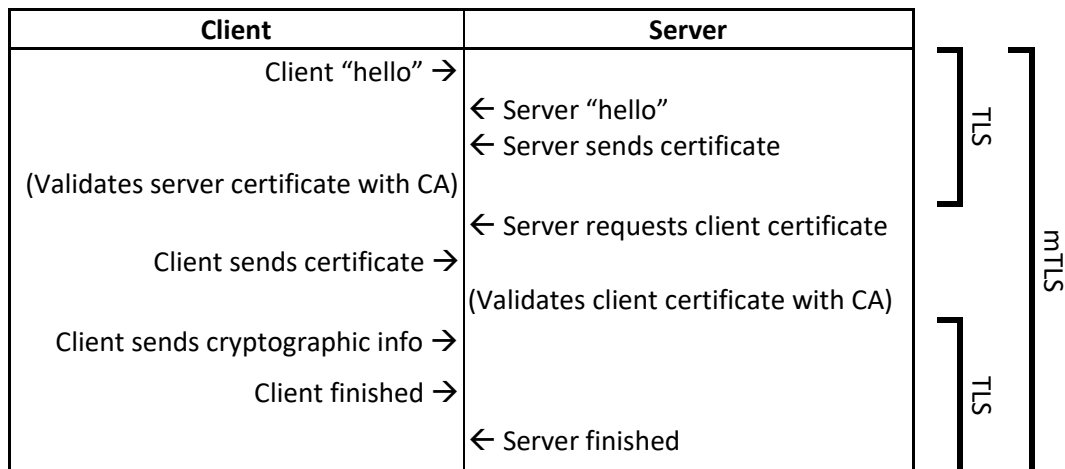 Client Server
Client “hello” →
← Server “hello”
← Server sends certificate
(Validates server certificate with CA)
← Server requests client certificate
Client sends certificate →
(Validates client certificate with CA)
Client sends cryptographic info →
Client finished →
← Server finished
TLS
TLS
mTLS